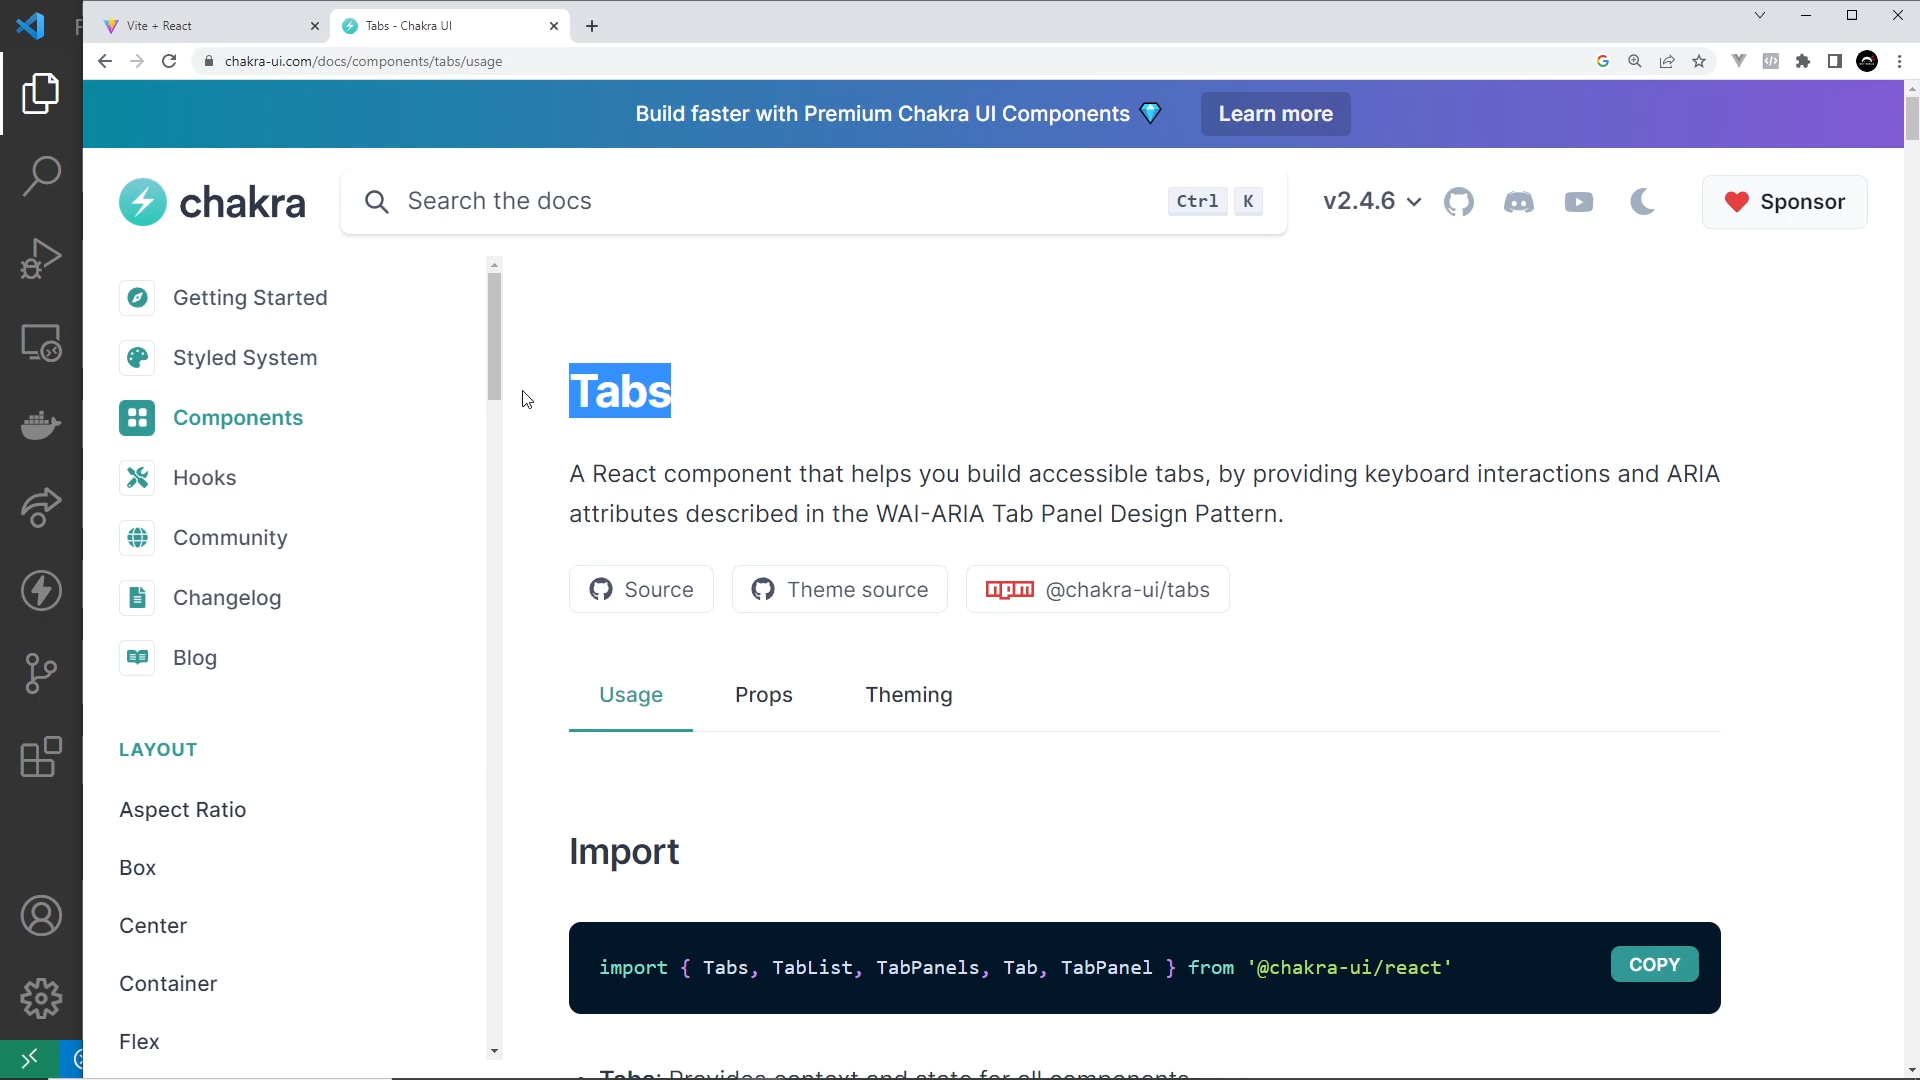 F
Vite + React
Tabs - Chakra UI
chakra-ui.com/docs/components/tabs/usage
Build faster with Premium Chakra UI Components 💎 Learn more
chakra
Search the docs
Ctrl K
v2.4.6
Sponsor
Getting Started
Styled System
Components
Hooks
Community
Changelog
Blog
LAYOUT
Aspect Ratio
Box
Center
Container
Flex
Tabs
A React component that helps you build accessible tabs, by providing keyboard interactions and ARIA
attributes described in the WAI-ARIA Tab Panel Design Pattern.
Source
Theme source
npm @chakra-ui/tabs
Usage Props Theming
Import
import { Tabs, TabList, TabPanels, Tab, TabPanel } from '@chakra-ui/react'
COPY
Tabs: Provides context and state for all components